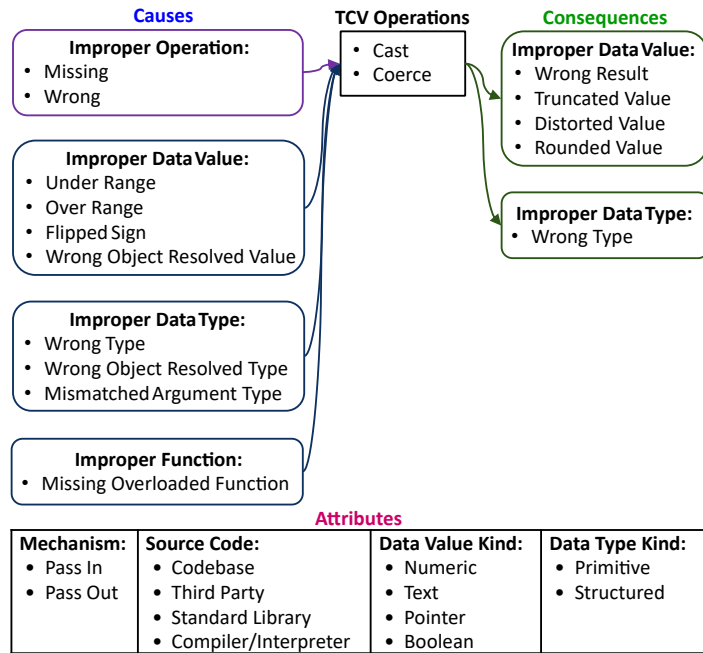 Causes
Improper Operation:
• Missing
• Wrong
Improper Data Value:
• Under Range
• Over Range
• Flipped Sign
• Wrong Object Resolved Value
Improper Data Type:
• Wrong Type
• Wrong Object Resolved Type
• Mismatched Argument Type
Improper Function:
• Missing Overloaded Function
TCV Operations
• Cast
• Coerce
Consequences
Improper Data Value:
• Wrong Result
• Truncated Value
• Distorted Value
• Rounded Value
Improper Data Type:
• Wrong Type
Attributes
Mechanism:
• Pass In
• Pass Out
Source Code:
• Codebase
• Third Party
• Standard Library
• Compiler/Interpreter
Data Value Kind:
• Numeric
• Text
• Pointer
• Boolean
Data Type Kind:
• Primitive
• Structured